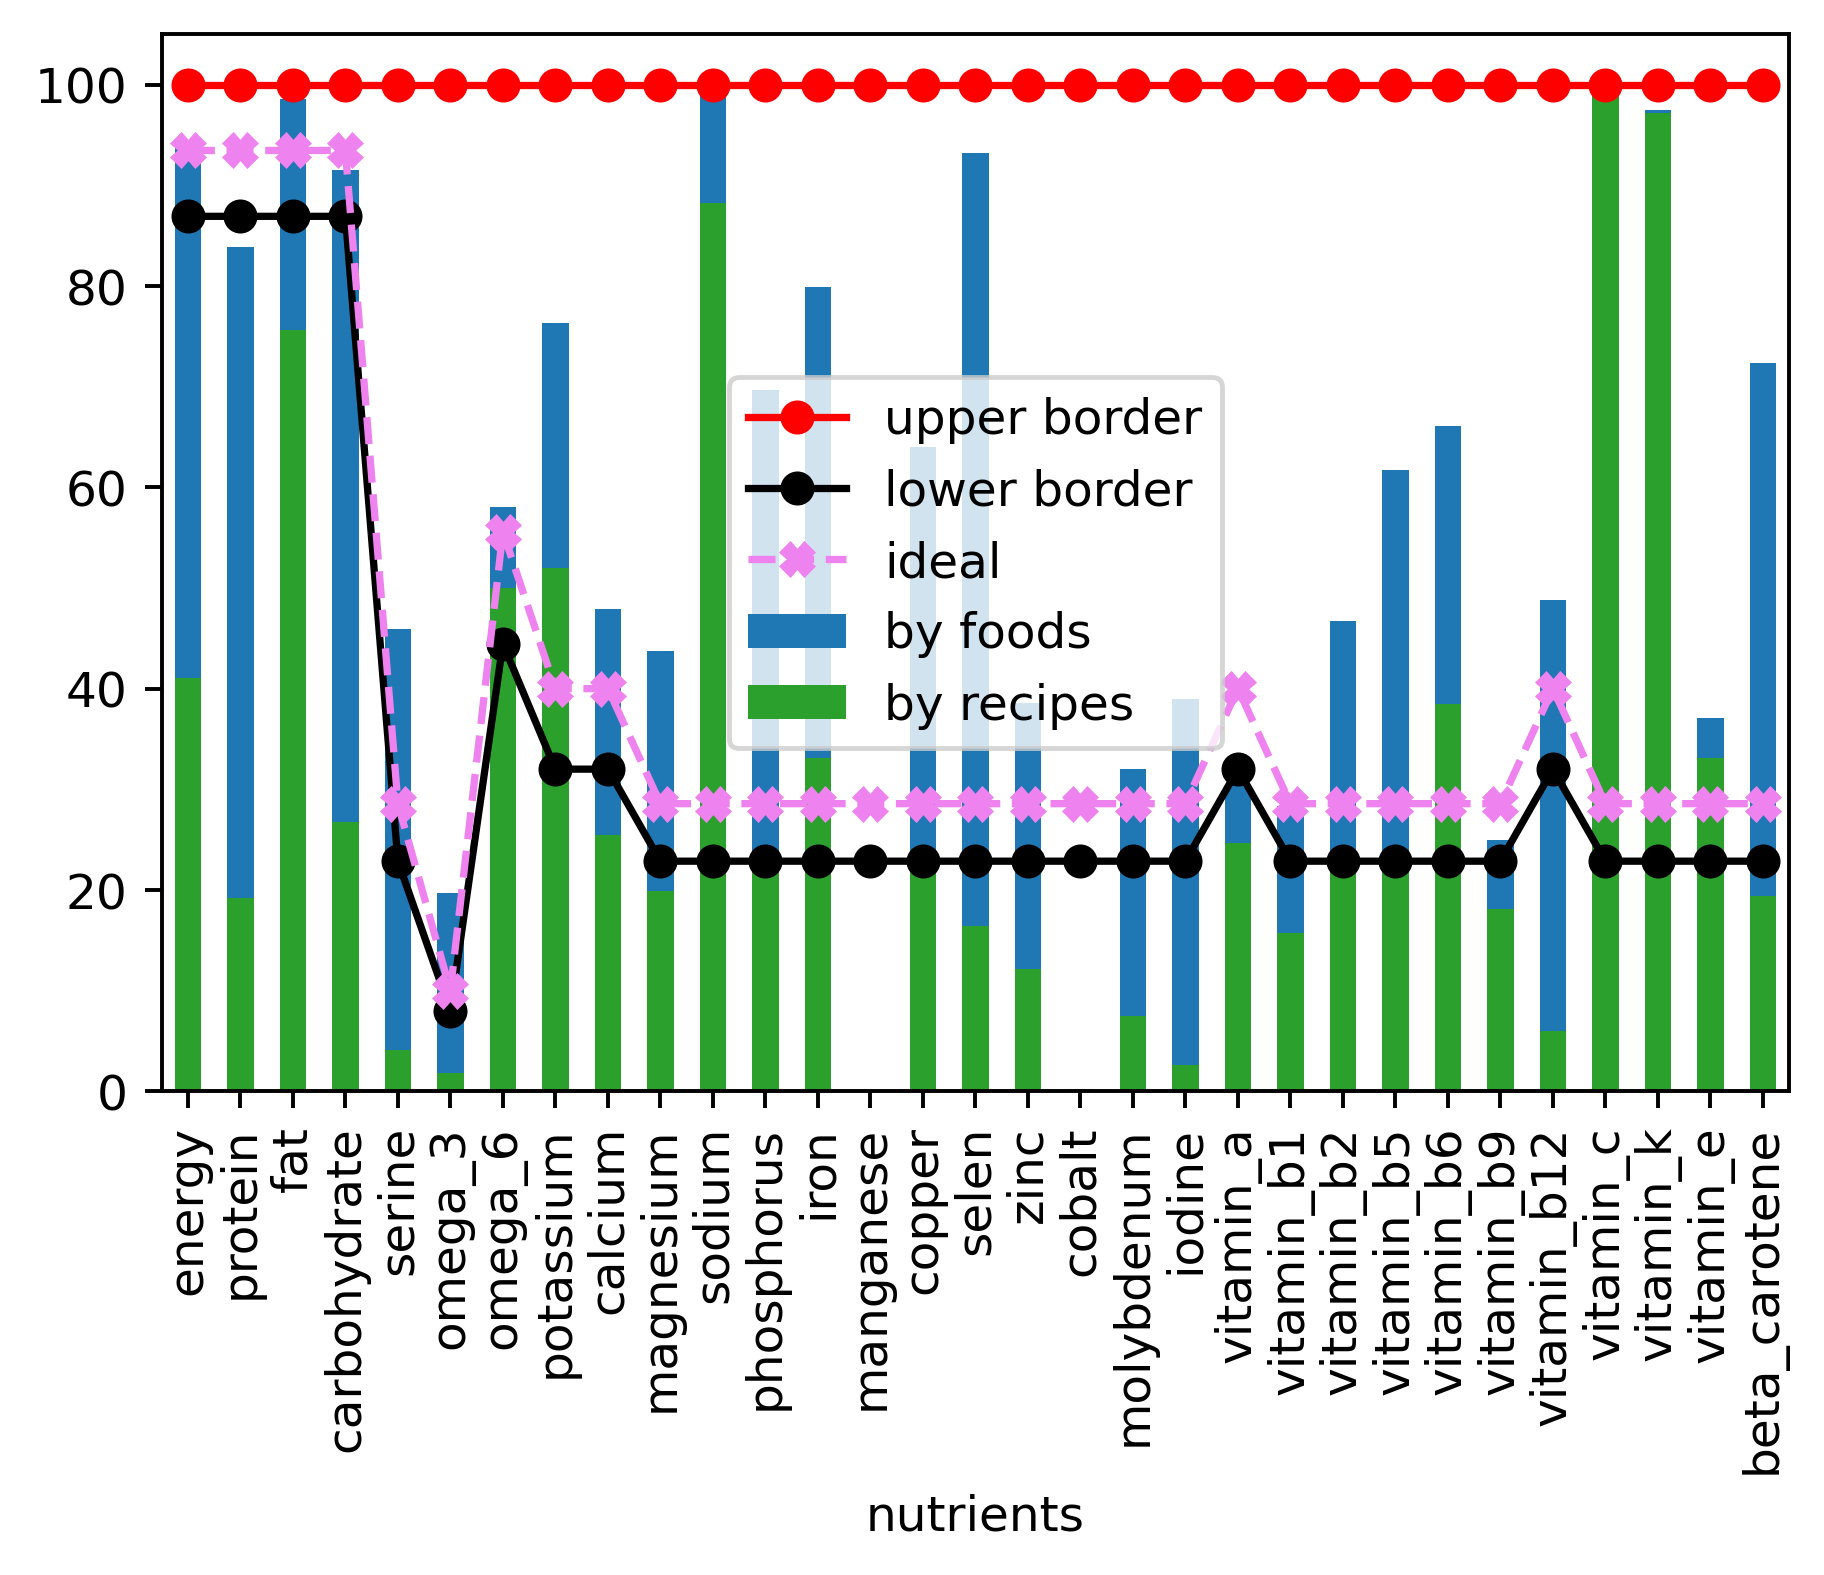 100
80
60
40
20
0
upper border
lower border
ideal
by foods
by recipes
energy
protein
fat
carbohydrate
serine
omega_3
omega_6
potassium
calcium
magnesium
sodium
phosphorus
iron
manganese
copper
selen
zinc
cobalt
molybdenum
iodine
vitamin_a
vitamin_b1
vitamin_b2
vitamin_b5
vitamin_b6
vitamin_b9
vitamin_b12
vitamin_c
vitamin_k
vitamin_e
beta_carotene
nutrients